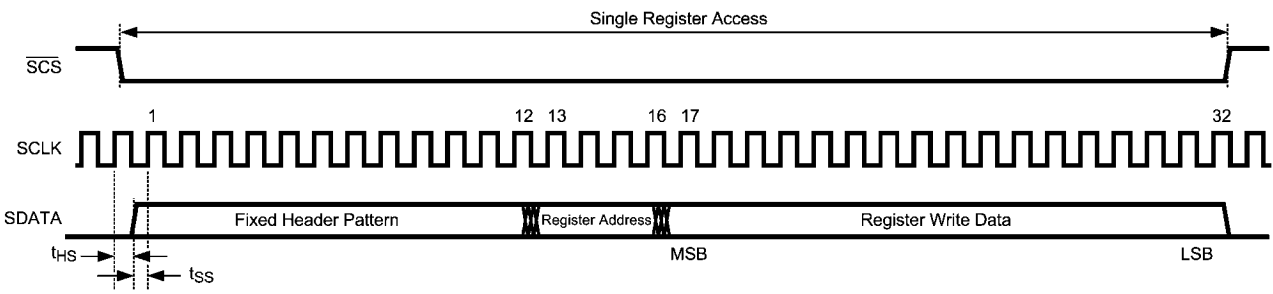 Single Register Access
SCS
1 12 13 16 17 32
SCLK
SDATA Fixed Header Pattern Register Address Register Write Data
tHS MSB LSB
tSS